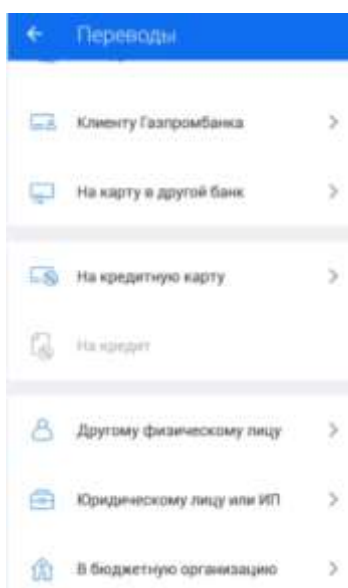 Переводы
Клиенту Газпромбанка
На карту в другой банк
На кредитную карту
На кредит
Другому физическому лицу
Юридическому лицу или ИП
В бюджетную организацию